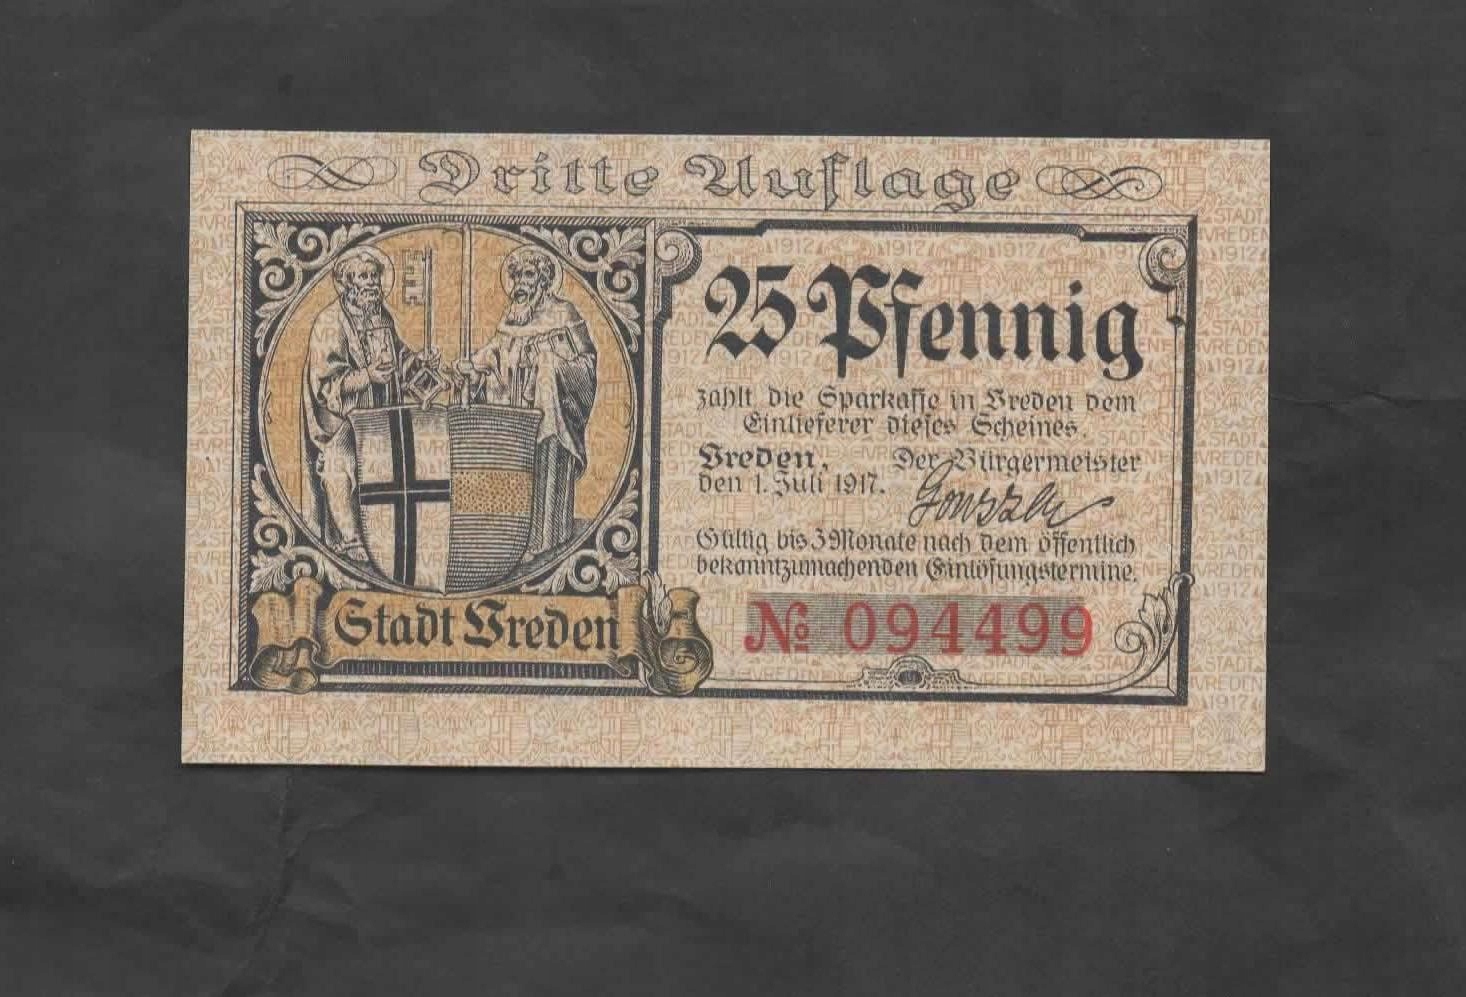 Dritte Auflage
25 Pfennig
zahlt die Sparkasse in Vreden dem
Einlieferer dieses Scheines.
Vreden, Der Bürgermeister
den 1. Juli 1917.
Gültig bis 3 Monate nach dem öffentlich
bekanntzumachenden Einlösungstermine.
Stadt Vreden
№ 094499